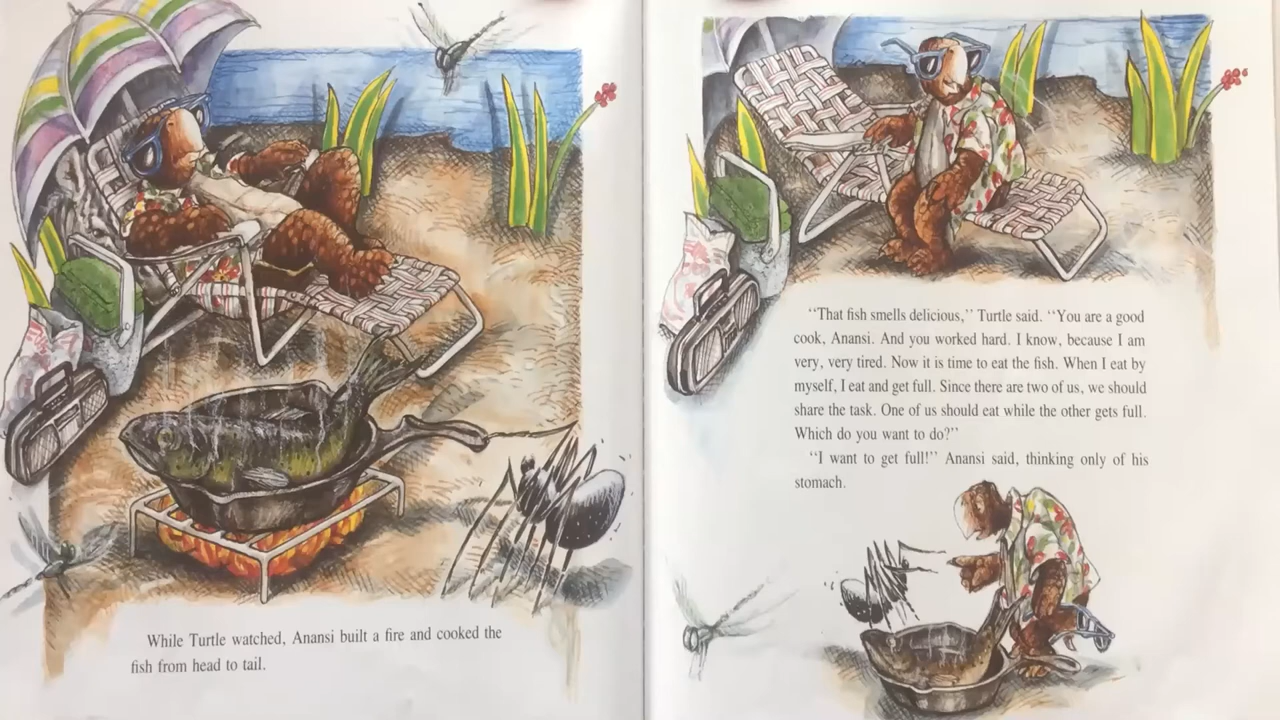 While Turtle watched, Anansi built a fire and cooked the
fish from head to tail.
‘‘That fish smells delicious,’’ Turtle said. ‘‘You are a good
cook, Anansi. And you worked hard. I know, because I am
very, very tired. Now it is time to eat the fish. When I eat by
myself, I eat and get full. Since there are two of us, we should
share the task. One of us should eat while the other gets full.
Which do you want to do?’’
‘‘I want to get full!’’ Anansi said, thinking only of his
stomach.